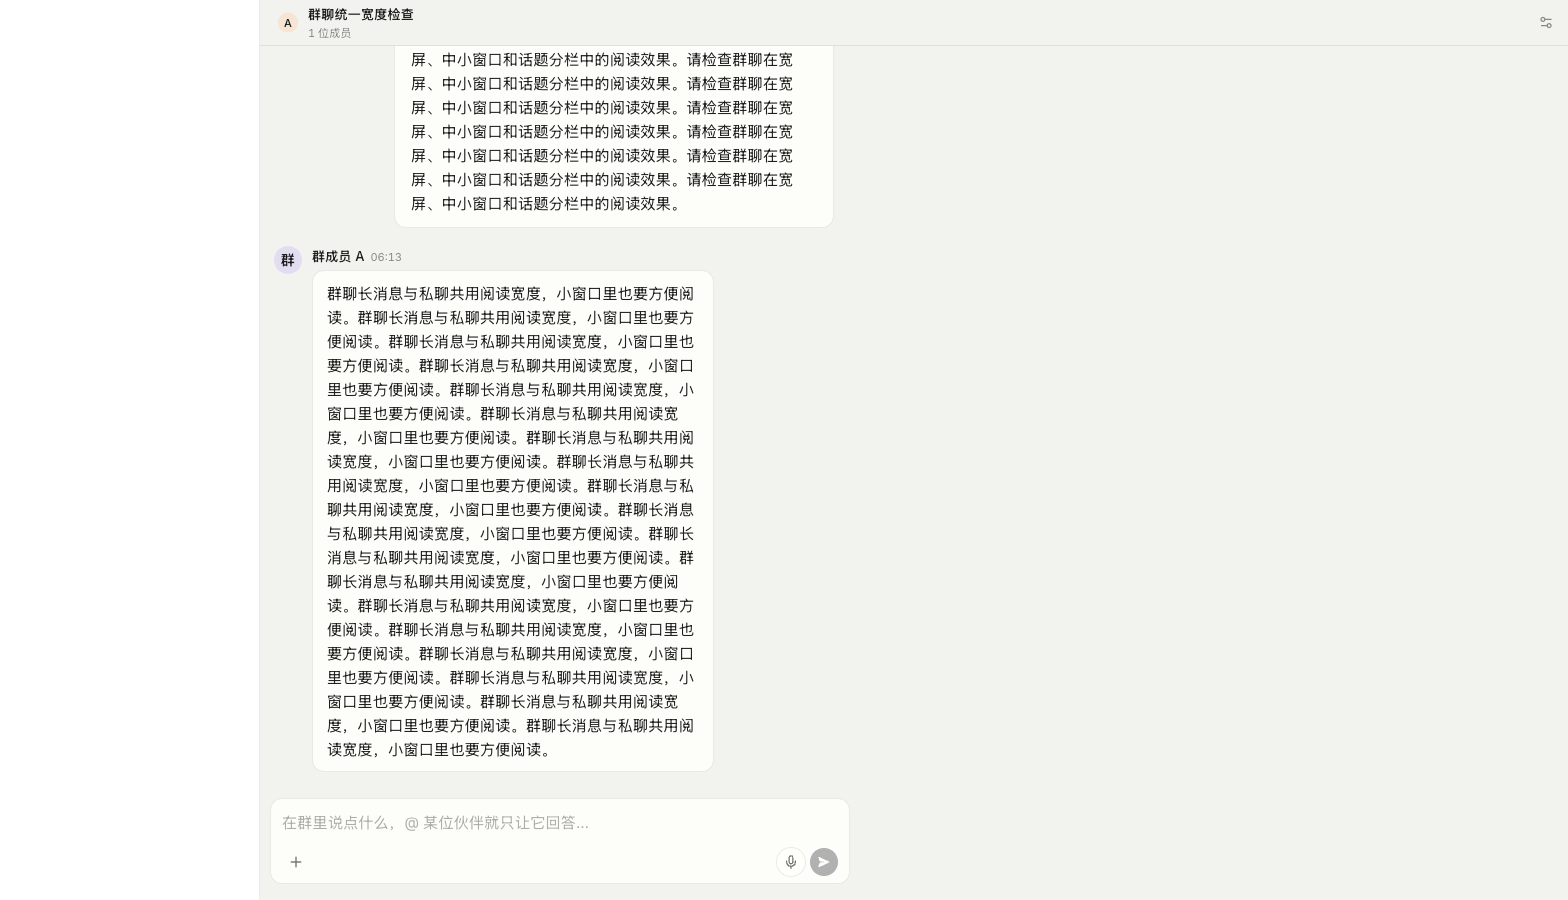 A
群聊统一宽度检查
1 位成员
屏、中小窗口和话题分栏中的阅读效果。请检查群聊在宽
屏、中小窗口和话题分栏中的阅读效果。请检查群聊在宽
屏、中小窗口和话题分栏中的阅读效果。请检查群聊在宽
屏、中小窗口和话题分栏中的阅读效果。请检查群聊在宽
屏、中小窗口和话题分栏中的阅读效果。请检查群聊在宽
屏、中小窗口和话题分栏中的阅读效果。请检查群聊在宽
屏、中小窗口和话题分栏中的阅读效果。
群
群成员 A 06:13
群聊长消息与私聊共用阅读宽度，小窗口里也要方便阅
读。群聊长消息与私聊共用阅读宽度，小窗口里也要方
便阅读。群聊长消息与私聊共用阅读宽度，小窗口里也
要方便阅读。群聊长消息与私聊共用阅读宽度，小窗口
里也要方便阅读。群聊长消息与私聊共用阅读宽度，小
窗口里也要方便阅读。群聊长消息与私聊共用阅读宽
度，小窗口里也要方便阅读。群聊长消息与私聊共用阅
读宽度，小窗口里也要方便阅读。群聊长消息与私聊共
用阅读宽度，小窗口里也要方便阅读。群聊长消息与私
聊共用阅读宽度，小窗口里也要方便阅读。群聊长消息
与私聊共用阅读宽度，小窗口里也要方便阅读。群聊长
消息与私聊共用阅读宽度，小窗口里也要方便阅读。群
聊长消息与私聊共用阅读宽度，小窗口里也要方便阅
读。群聊长消息与私聊共用阅读宽度，小窗口里也要方
便阅读。群聊长消息与私聊共用阅读宽度，小窗口里也
要方便阅读。群聊长消息与私聊共用阅读宽度，小窗口
里也要方便阅读。群聊长消息与私聊共用阅读宽度，小
窗口里也要方便阅读。群聊长消息与私聊共用阅读宽
度，小窗口里也要方便阅读。群聊长消息与私聊共用阅
读宽度，小窗口里也要方便阅读。
在群里说点什么，@ 某位伙伴就只让它回答...